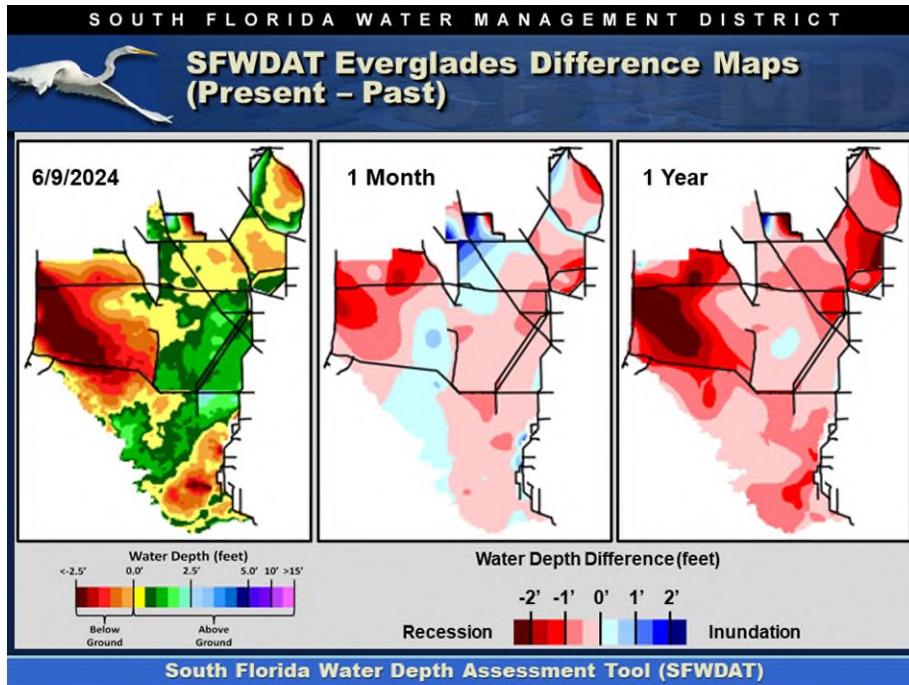 SOUTH FLORIDA WATER MANAGEMENT DISTRICT
SFWDAT Everglades Difference Maps
(Present – Past)
6/9/2024
1 Month
1 Year
Water Depth (feet)
<-2.5' 0.0' 2.5' 5.0' 10' >15'
Below
Ground
Above
Ground
Water Depth Difference (feet)
-2' -1' 0' 1' 2'
Recession
Inundation
South Florida Water Depth Assessment Tool (SFWDAT)